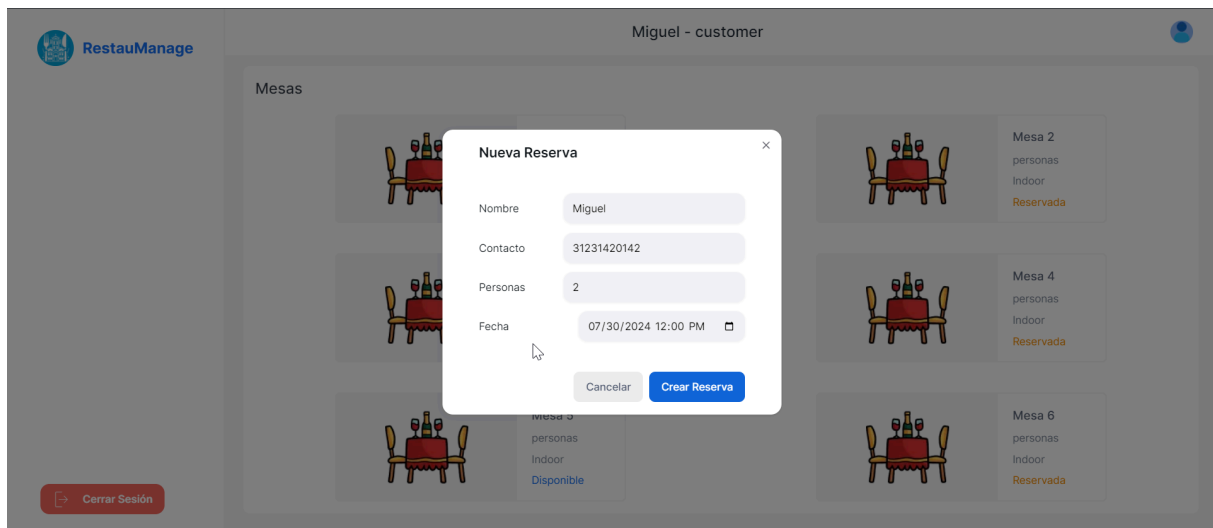 RestauManage
Miguel - customer
Mesas
Nueva Reserva
Nombre
Miguel
Contacto
31231420142
Personas
2
Fecha
07/30/2024 12:00 PM
Cancelar
Crear Reserva
Mesa 2
personas
Indoor
Reservada
Mesa 4
personas
Indoor
Reservada
Mesa 5
personas
Indoor
Disponible
Mesa 6
personas
Indoor
Reservada
Cerrar Sesión